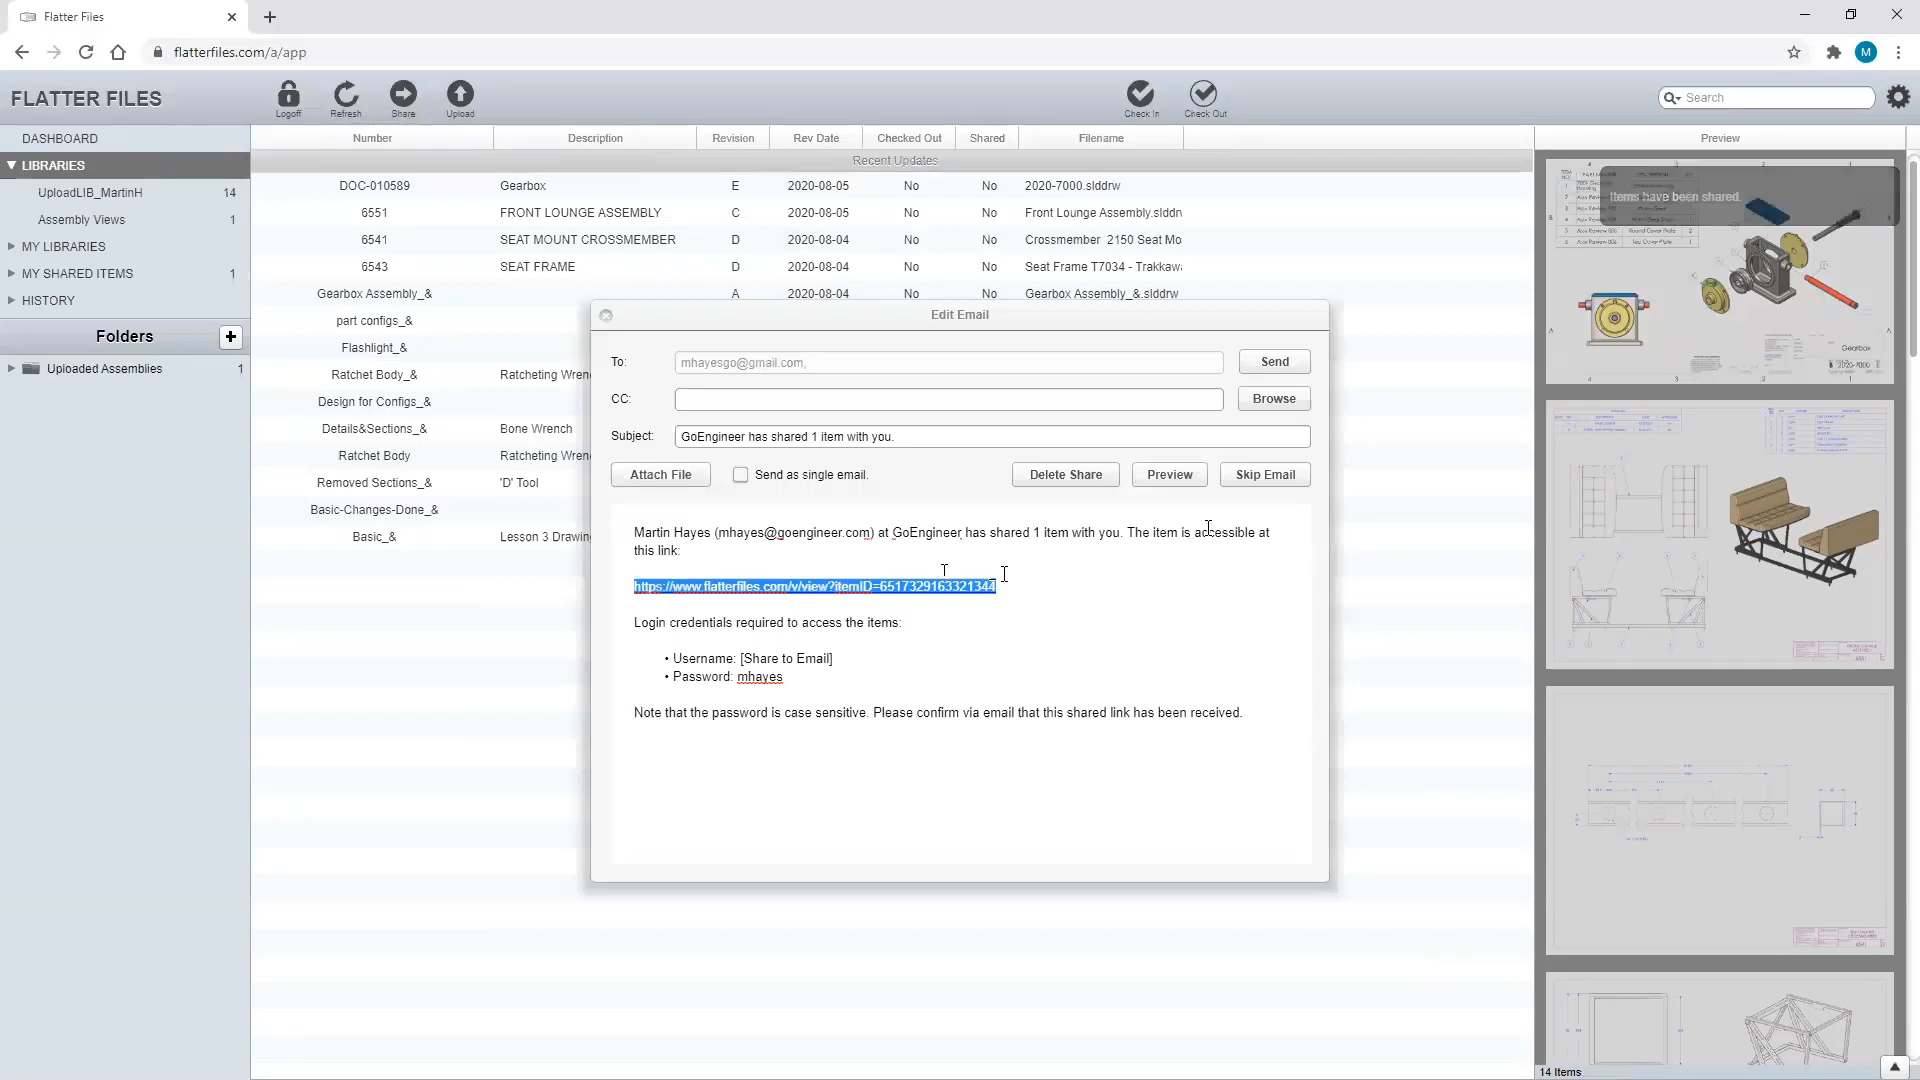 Flatter Files
flatterfiles.com/a/app
M
FLATTER FILES
Logoff
Refresh
Share
Upload
Check In
Check Out
Search
DASHBOARD
LIBRARIES
UploadLIB_MartinH 14
Assembly Views 1
MY LIBRARIES
MY SHARED ITEMS 1
HISTORY
Folders
Uploaded Assemblies 1
Number Description Revision Rev Date Checked Out Shared Filename
Recent Updates
DOC-010589 Gearbox E 2020-08-05 No No 2020-7000.slddrw
6551 FRONT LOUNGE ASSEMBLY C 2020-08-05 No No Front Lounge Assembly.slddn
6541 SEAT MOUNT CROSSMEMBER D 2020-08-04 No No Crossmember 2150 Seat Mo
6543 SEAT FRAME D 2020-08-04 No No Seat Frame T7034 - Trakkaw
Gearbox Assembly_& A 2020-08-04 No No Gearbox Assembly_&.slddrw
part configs_&
Flashlight_&
Ratchet Body_& Ratcheting Wren
Design for Configs_&
Details&Sections_& Bone Wrench
Ratchet Body Ratcheting Wren
Removed Sections_& 'D' Tool
Basic-Changes-Done_&
Basic_& Lesson 3 Drawin
Edit Email
To: mhayesgo@gmail.com, Send
CC: Browse
Subject: GoEngineer has shared 1 item with you.
Attach File Send as single email. Delete Share Preview Skip Email
Martin Hayes (mhayes@goengineer.com) at GoEngineer has shared 1 item with you. The item is accessible at
this link:
https://www.flatterfiles.com/v/view?itemID=6517329163321344
Login credentials required to access the items:
• Username: [Share to Email]
• Password: mhayes
Note that the password is case sensitive. Please confirm via email that this shared link has been received.
Preview
Items have been shared.
Gearbox
2020-7000
14 Items